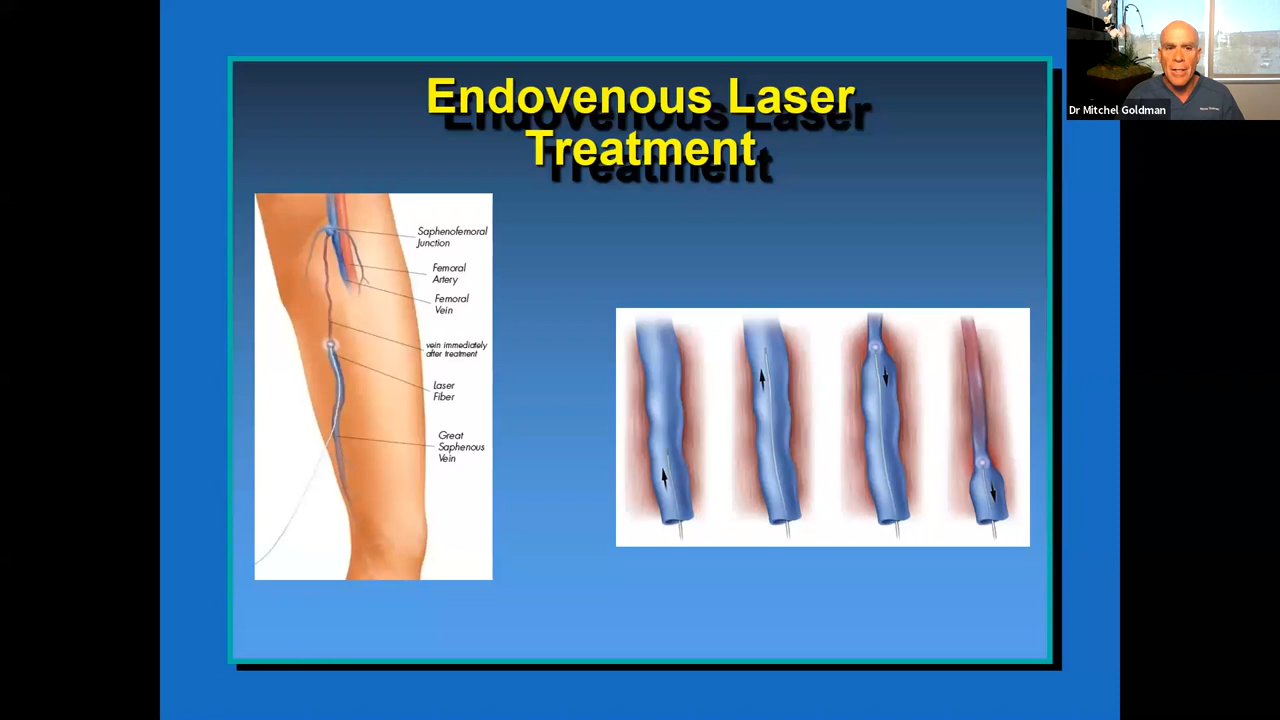 Endovenous Laser
Treatment
Dr Mitchel Goldman
Saphenofemoral
Junction
Femoral
Artery
Femoral
Vein
vein immediately
after treatment
Laser
Fiber
Great
Saphenous
Vein